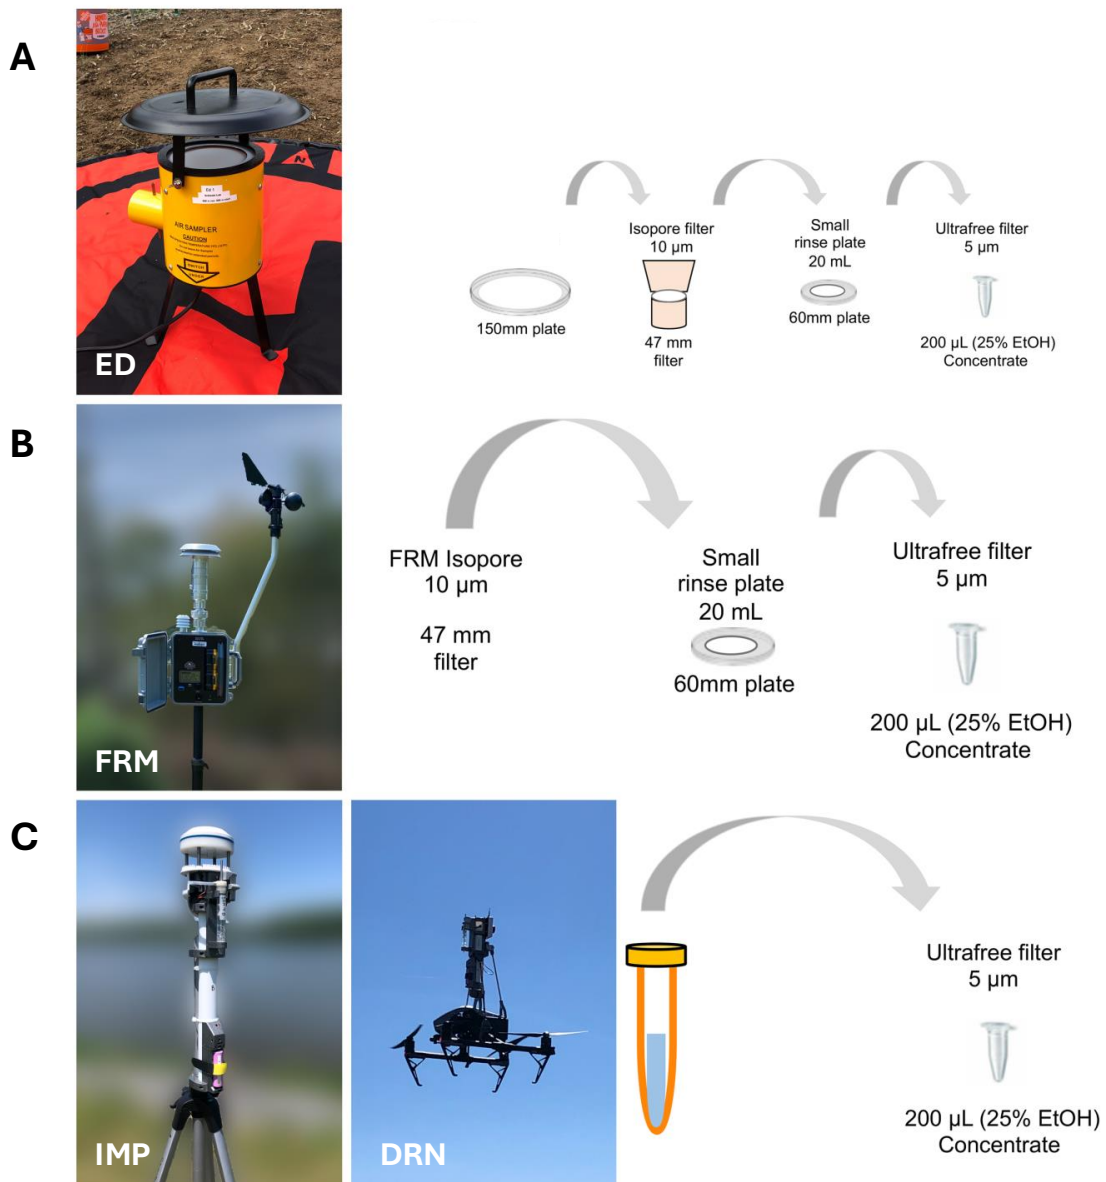 A
AIR SAMPLER
CAUTION
ED
Isopore filter
10 µm
Small
rinse plate
20 mL
Ultrafree filter
5 µm
150mm plate
47 mm
filter
60mm plate
200 µL (25% EtOH)
Concentrate
B
FRM
FRM Isopore
10 µm
47 mm
filter
Small
rinse plate
20 mL
60mm plate
Ultrafree filter
5 µm
200 µL (25% EtOH)
Concentrate
C
IMP
DRN
Ultrafree filter
5 µm
200 µL (25% EtOH)
Concentrate